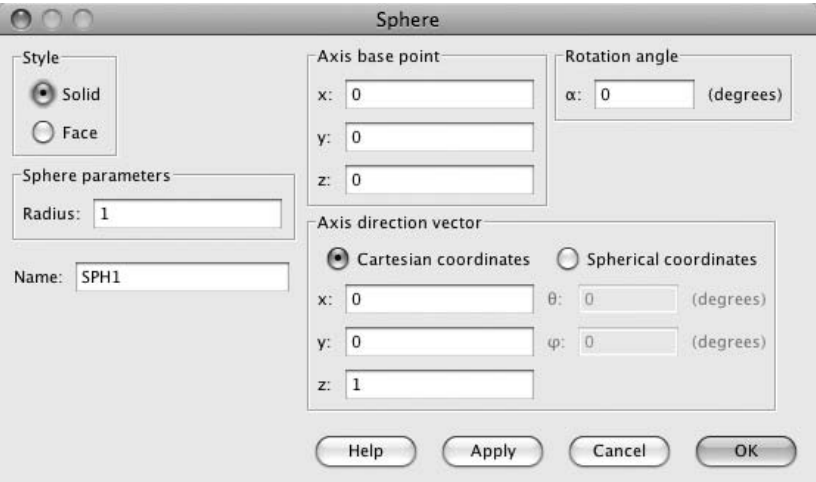 Sphere
Style
Solid
Face
Sphere parameters
Radius: 1
Name: SPH1
Axis base point
x: 0
y: 0
z: 0
Rotation angle
α: 0 (degrees)
Axis direction vector
Cartesian coordinates Spherical coordinates
x: 0 θ: 0 (degrees)
y: 0 φ: 0 (degrees)
z: 1
Help Apply Cancel OK